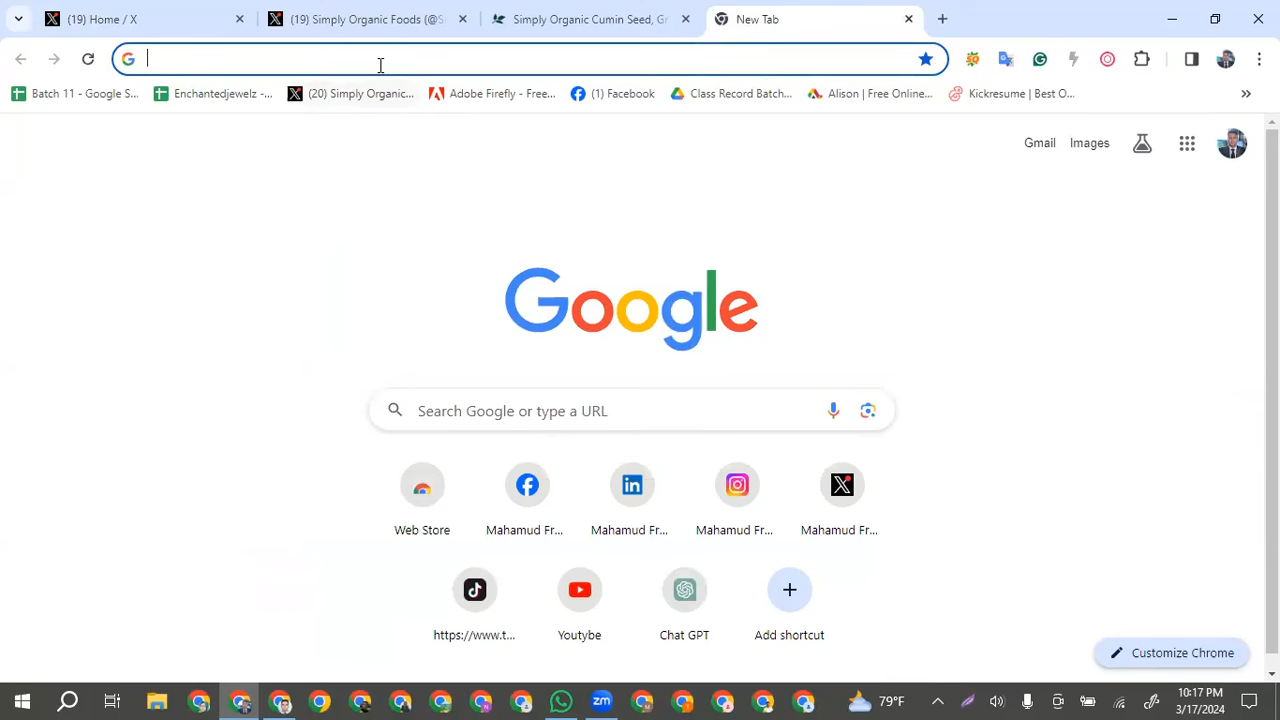 (19) Home / X
(19) Simply Organic Foods (@S
Simply Organic Cumin Seed, Gr
New Tab
Batch 11 - Google S...
Enchantedjewelz -...
(20) Simply Organic...
Adobe Firefly - Free...
(1) Facebook
Class Record Batch...
Alison | Free Online...
Kickresume | Best O...
Gmail
Images
Google
Search Google or type a URL
Web Store
Mahamud Fr...
Mahamud Fr...
Mahamud Fr...
Mahamud Fr...
https://www.t...
Youtybe
Chat GPT
Add shortcut
Customize Chrome
79°F
10:17 PM
3/17/2024